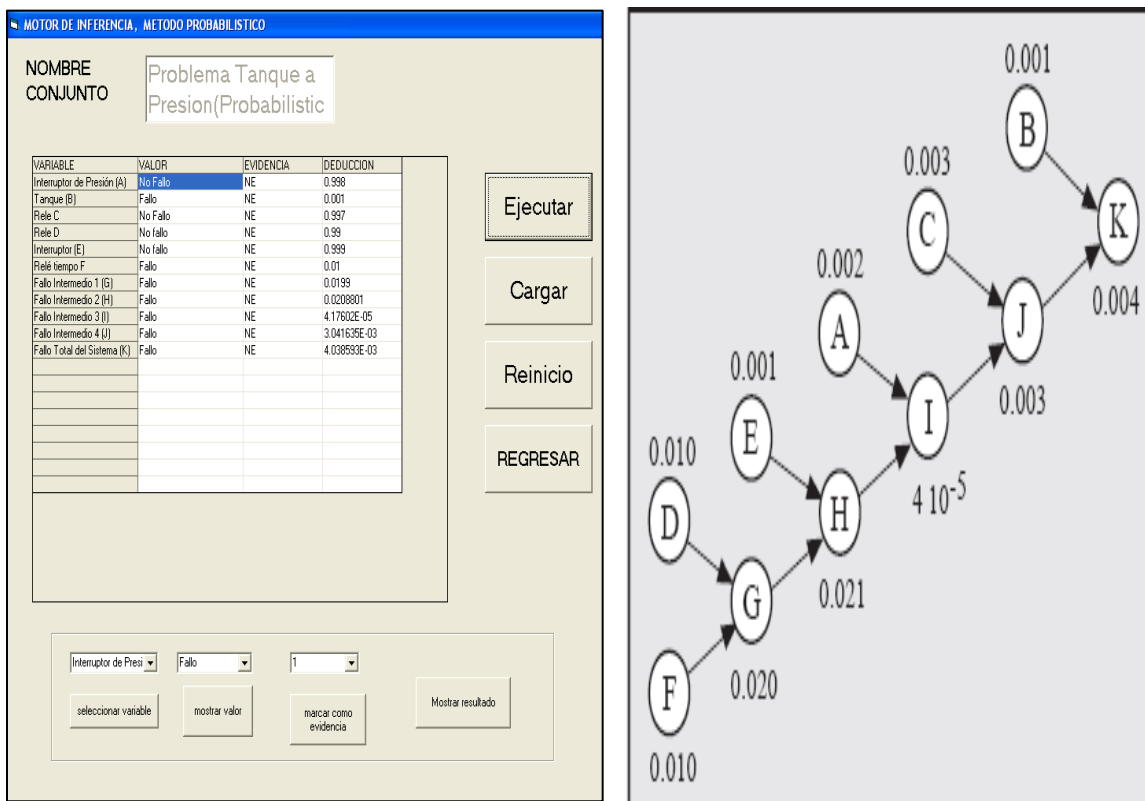 MOTOR DE INFERENCIA, METODO PROBABILISTICO
NOMBRE
CONJUNTO
Problema Tanque a
Presion(Probabilistic
VARIABLE VALOR EVIDENCIA DEDUCCION
Interruptor de Presión (A) No Fallo NE 0.998
Tanque (B) Fallo NE 0.001
Rele C No Fallo NE 0.997
Rele D No fallo NE 0.99
Interruptor (E) No fallo NE 0.999
Relé tiempo F Fallo NE 0.01
Fallo Intermedio 1 (G) Fallo NE 0.0199
Fallo Intermedio 2 (H) Fallo NE 0.0208801
Fallo Intermedio 3 (I) Fallo NE 4.17602E-05
Fallo Intermedio 4 (J) Fallo NE 3.041635E-03
Fallo Total del Sistema (K) Fallo NE 4.038593E-03
Ejecutar
Cargar
Reinicio
REGRESAR
Interruptor de Presi Fallo 1
seleccionar variable
mostrar valor
marcar como
evidencia
Mostrar resultado
0.001
B
0.003
C
K
0.002
0.004
A
J
0.001
0.003
E
I
0.010
4 10-5
D
H
0.021
G
0.020
F
0.010